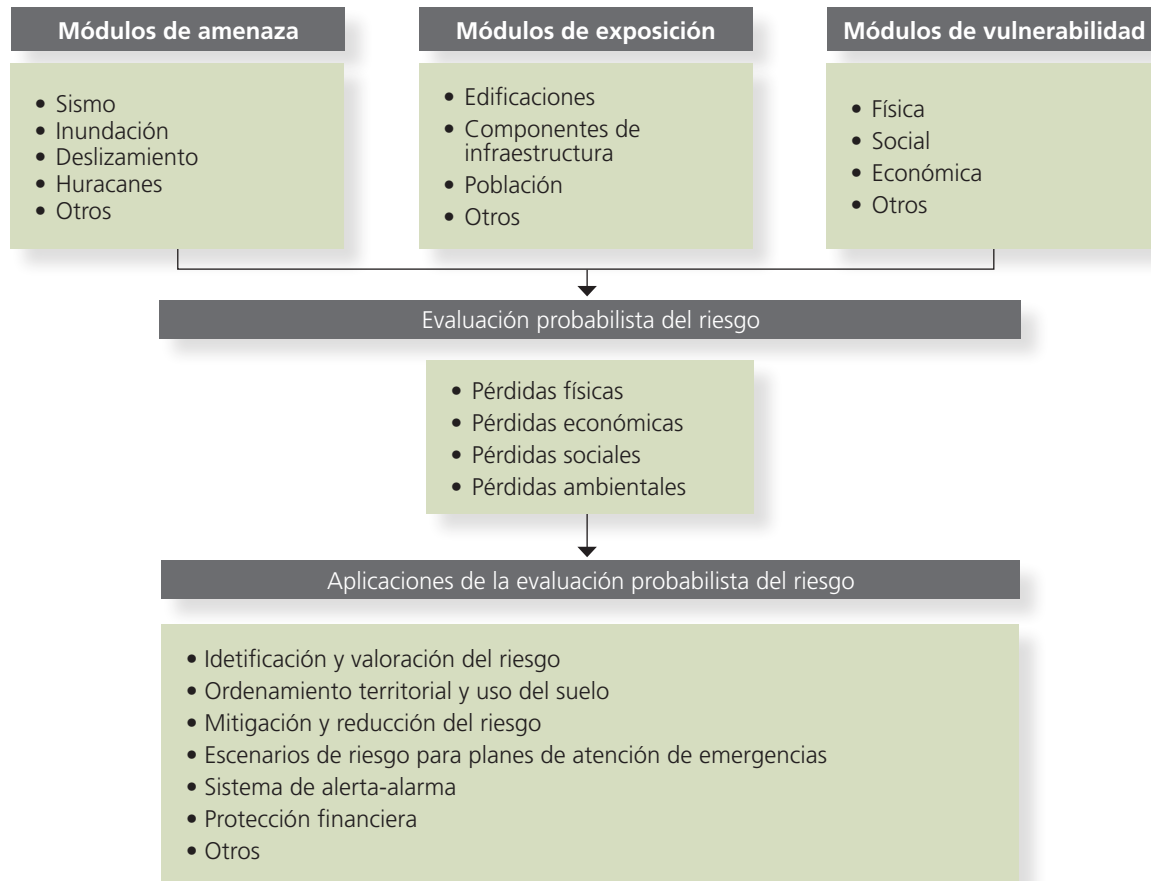 Módulos de amenaza
• Sismo
• Inundación
• Deslizamiento
• Huracanes
• Otros
Módulos de exposición
• Edificaciones
• Componentes de
infraestructura
• Población
• Otros
Módulos de vulnerabilidad
• Física
• Social
• Económica
• Otros
Evaluación probabilista del riesgo
• Pérdidas físicas
• Pérdidas económicas
• Pérdidas sociales
• Pérdidas ambientales
Aplicaciones de la evaluación probabilista del riesgo
• Idetificación y valoración del riesgo
• Ordenamiento territorial y uso del suelo
• Mitigación y reducción del riesgo
• Escenarios de riesgo para planes de atención de emergencias
• Sistema de alerta-alarma
• Protección financiera
• Otros